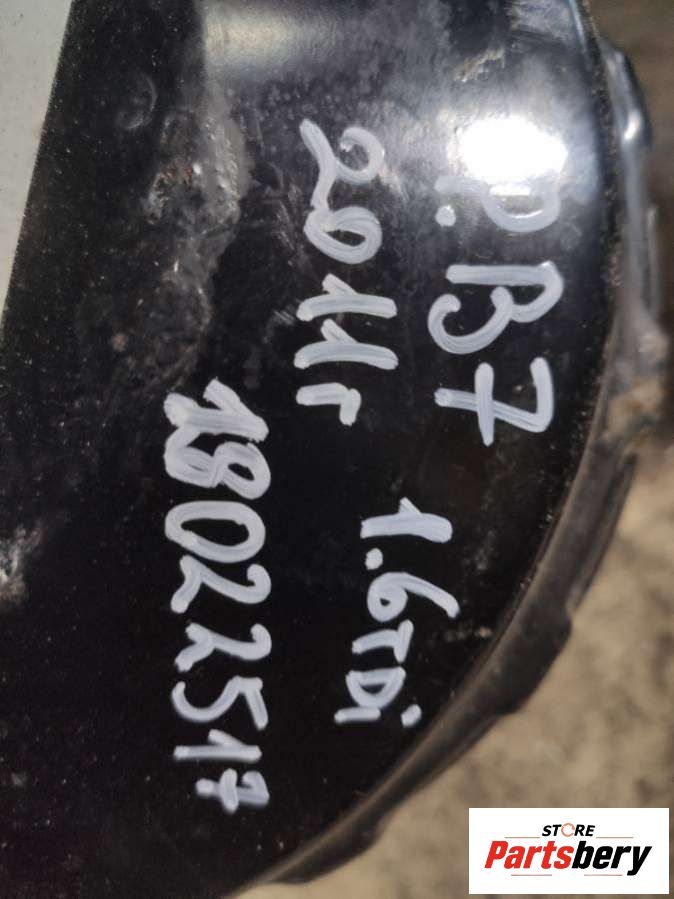 P.B7
2011г 1.6TDi
18022517
STORE
Partsbery